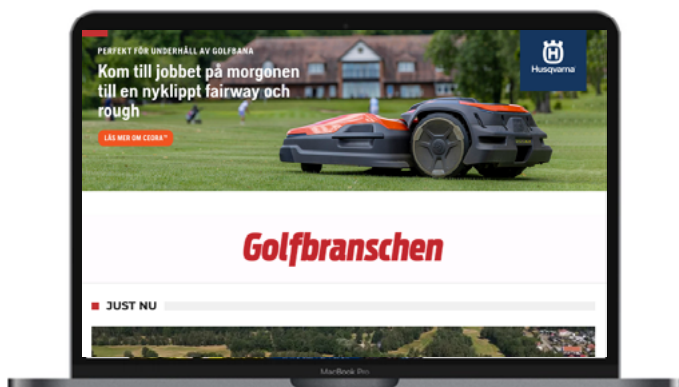 PERFEKT FÖR UNDERHÅLL AV GOLFBANA
Kom till jobbet på morgonen
till en nyklippt fairway och
rough
LÄS MER OM CEORA™
Husqvarna
Golfbranschen
JUST NU
MacBook Pro